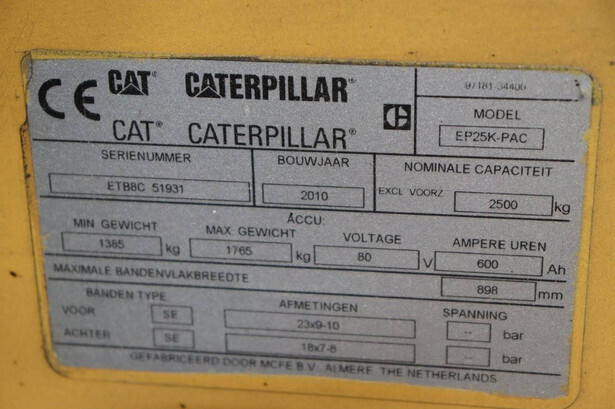 CE CAT® CATERPILLAR® 97181-34400
CAT® CATERPILLAR® MODEL
EP25K-PAC
SERIENUMMER BOUWJAAR NOMINALE CAPACITEIT
ETB8C 51931 2010 EXCL VOORZ 2500 kg
ACCU:
MIN GEWICHT MAX GEWICHT VOLTAGE AMPERE UREN
1385 kg 1765 kg 80 V 600 Ah
MAXIMALE BANDENVLAKBREEDTE 898 mm
BANDEN TYPE AFMETINGEN SPANNING
VOOR SE 23x9-10 -- bar
ACHTER SE 18x7-8 -- bar
GEFABRICEERD DOOR MCFE B.V. ALMERE THE NETHERLANDS